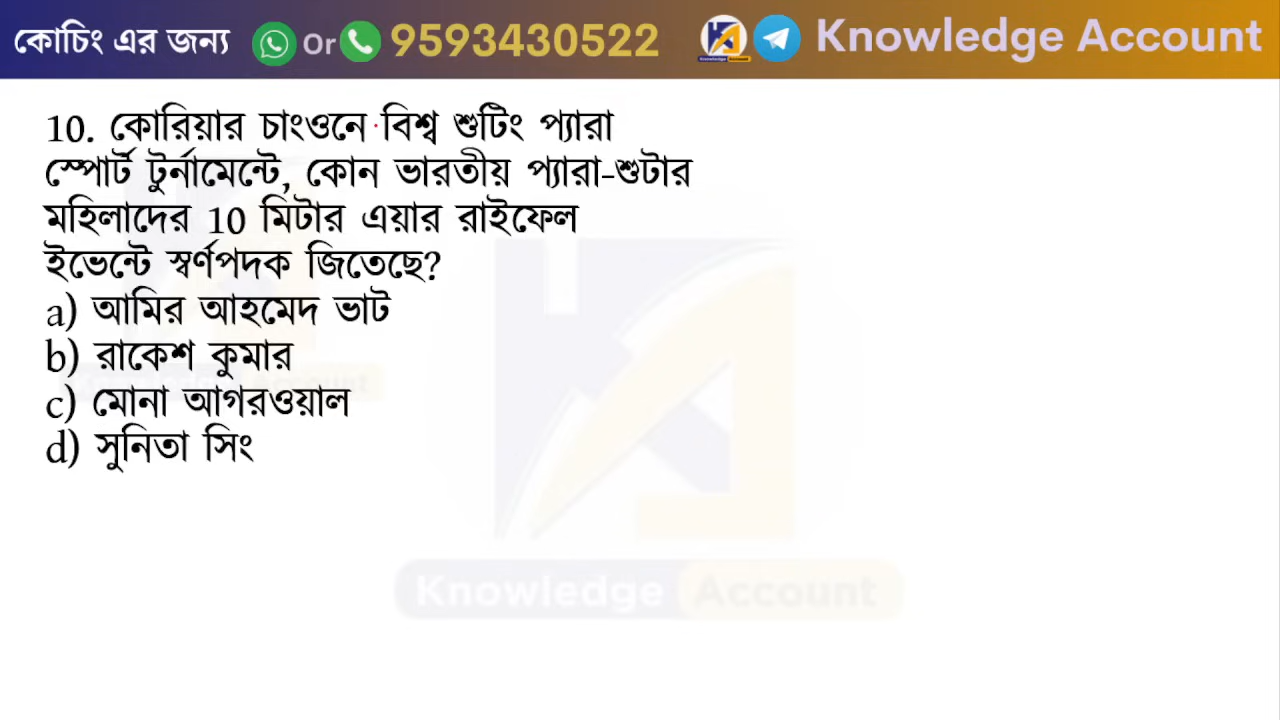 কোচিং এর জন্য Or 9593430522 Knowledge Account
10. কোরিয়ার চাংওনে বিশ্ব শুটিং প্যারা
স্পোর্ট টুর্নামেন্টে, কোন ভারতীয় প্যারা-শুটার
মহিলাদের 10 মিটার এয়ার রাইফেল
ইভেন্টে স্বর্ণপদক জিতেছে?
a) আমির আহমেদ ভাট
b) রাকেশ কুমার
c) মোনা আগরওয়াল
d) সুনিতা সিং
Knowledge Account